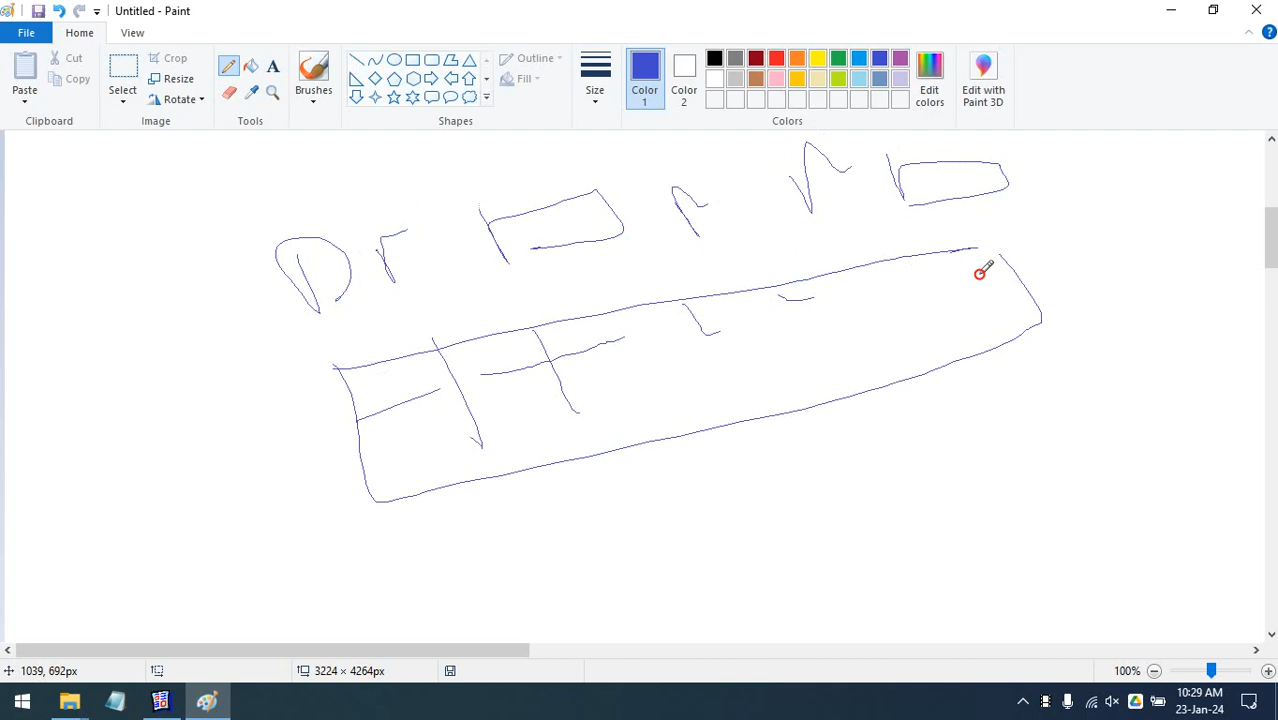 Untitled - Paint
File Home View
Paste Cut Copy Select Crop Resize Rotate Brushes Outline Fill Size Color 1 Color 2 Edit colors Edit with Paint 3D
Clipboard Image Tools Shapes Colors
1039, 692px 3224 × 4264px 100%
10:29 AM
23-Jan-24